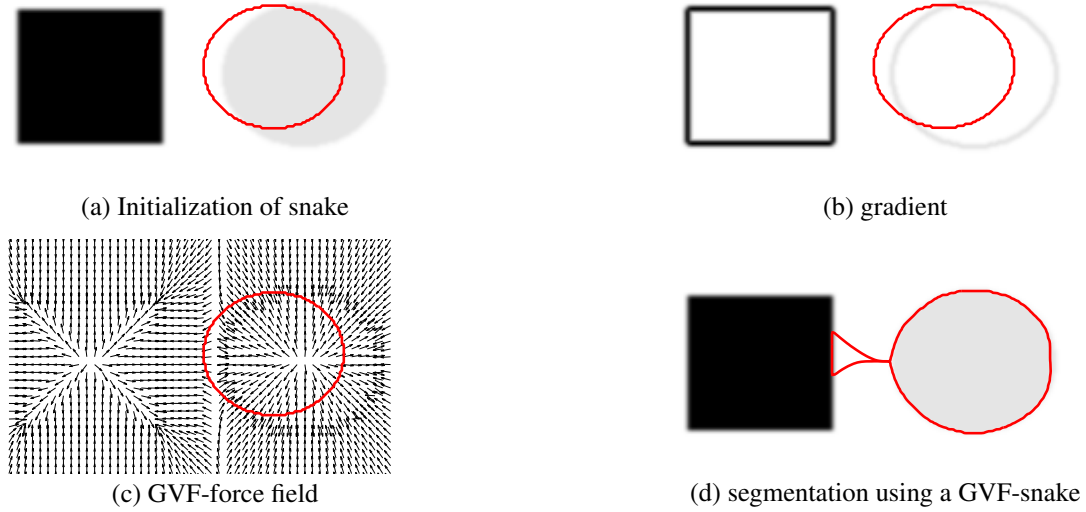 (a) Initialization of snake
(b) gradient
(c) GVF-force field
(d) segmentation using a GVF-snake